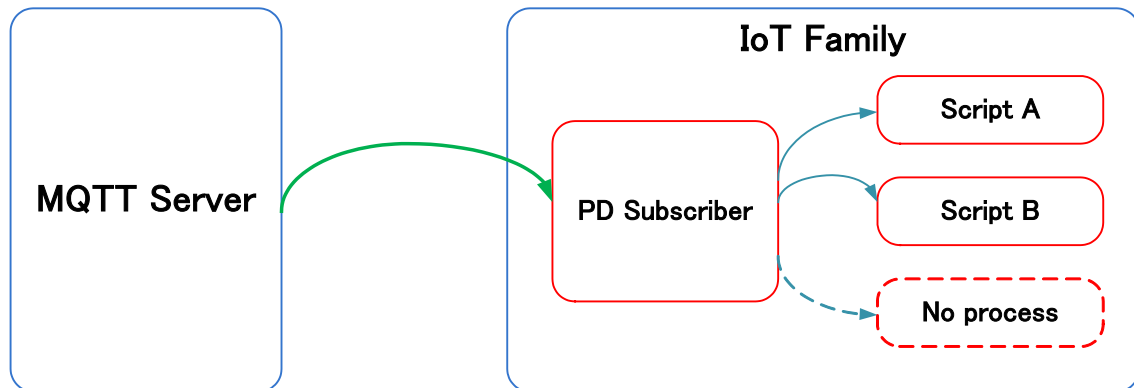 IoT Family
MQTT Server
PD Subscriber
Script A
Script B
No process